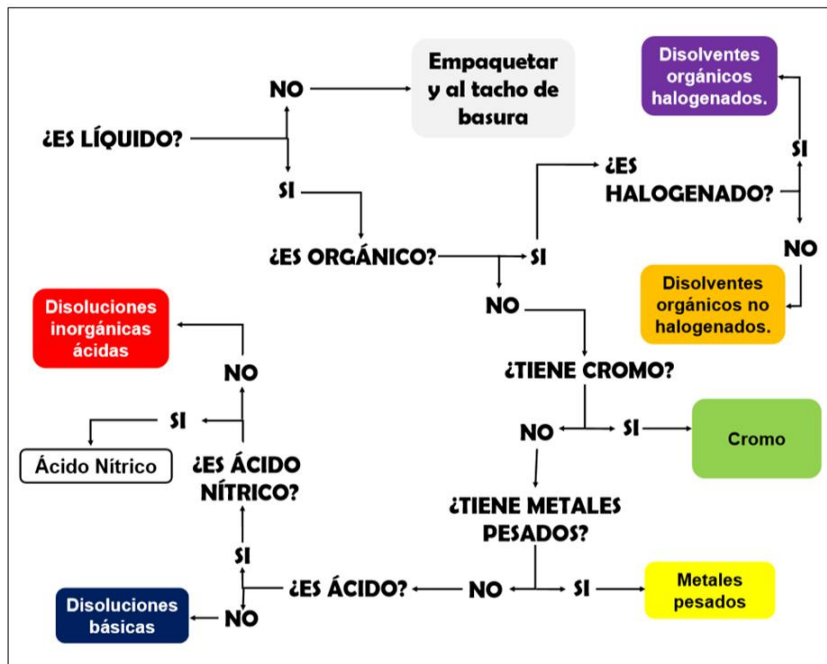 ¿ES LÍQUIDO?
NO
Empaquetar
y al tacho de
basura
SI
¿ES ORGÁNICO?
SI
¿ES
HALOGENADO?
SI
Disolventes
orgánicos
halogenados.
NO
Disolventes
orgánicos no
halogenados.
NO
¿TIENE CROMO?
SI
Cromo
NO
¿TIENE METALES
PESADOS?
SI
Metales
pesados
NO
¿ES ÁCIDO?
NO
Disoluciones
básicas
SI
¿ES ÁCIDO
NÍTRICO?
SI
Ácido Nítrico
NO
Disoluciones
inorgánicas
ácidas